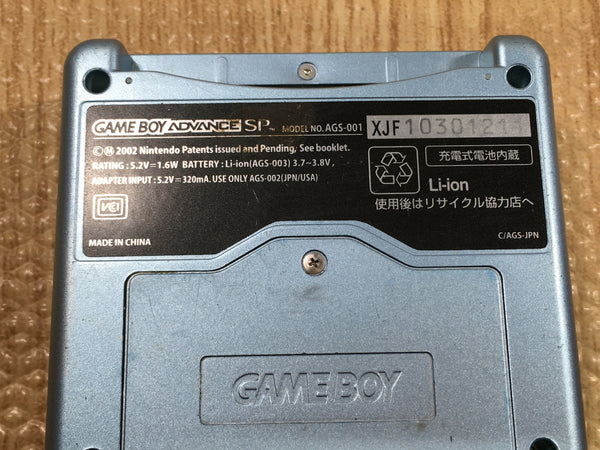 GAME BOY ADVANCE SP™ MODEL NO. AGS-001 XJF10301211
©Ⓜ 2002 Nintendo Patents issued and Pending, See booklet.
RATING : 5.2V⎓1.6W BATTERY : Li-ion(AGS-003) 3.7~3.8V,
ADAPTER INPUT : 5.2V⎓320mA. USE ONLY AGS-002(JPN/USA)
VCI
MADE IN CHINA
充電式電池内蔵
Li-ion
使用後はリサイクル協力店へ
C/AGS-JPN
GAME BOY